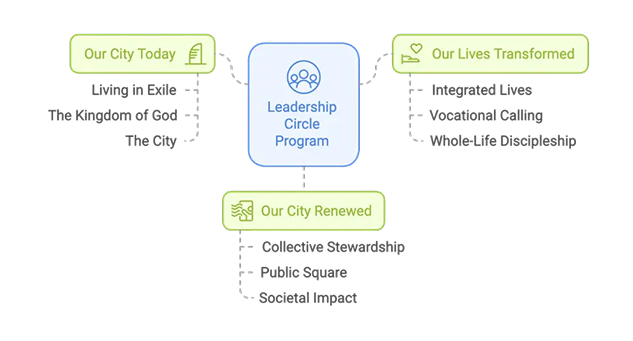 Our City Today
Living in Exile
The Kingdom of God
The City
Leadership
Circle
Program
Our Lives Transformed
Integrated Lives
Vocational Calling
Whole-Life Discipleship
Our City Renewed
Collective Stewardship
Public Square
Societal Impact